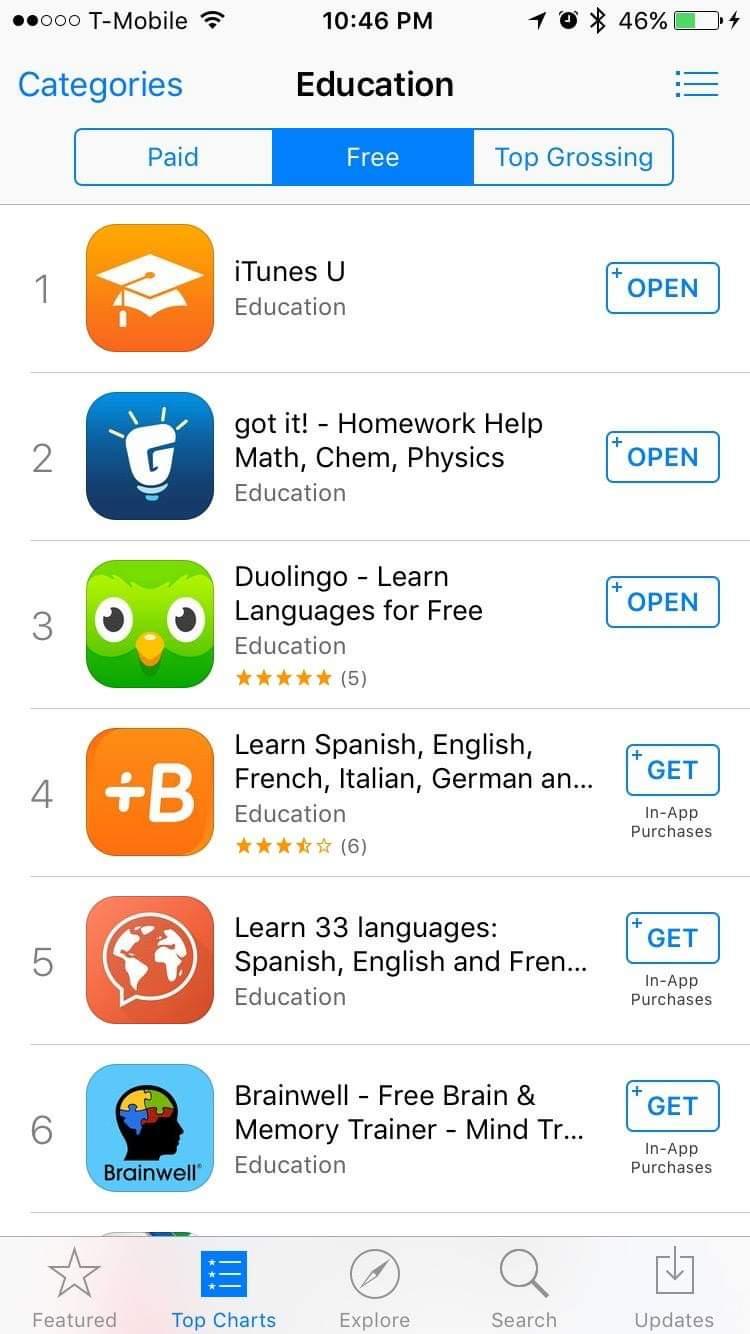 T-Mobile 10:46 PM 46%
Categories Education
Paid Free Top Grossing
1
iTunes U
Education
+ OPEN
2
G
got it! - Homework Help
Math, Chem, Physics
Education
+ OPEN
3
Duolingo - Learn
Languages for Free
Education
(5)
+ OPEN
4
+B
Learn Spanish, English,
French, Italian, German an...
Education
(6)
+ GET
In-App
Purchases
5
Learn 33 languages:
Spanish, English and Fren...
Education
+ GET
In-App
Purchases
6
Brainwell®
Brainwell - Free Brain &
Memory Trainer - Mind Tr...
Education
+ GET
In-App
Purchases
Featured Top Charts Explore Search Updates